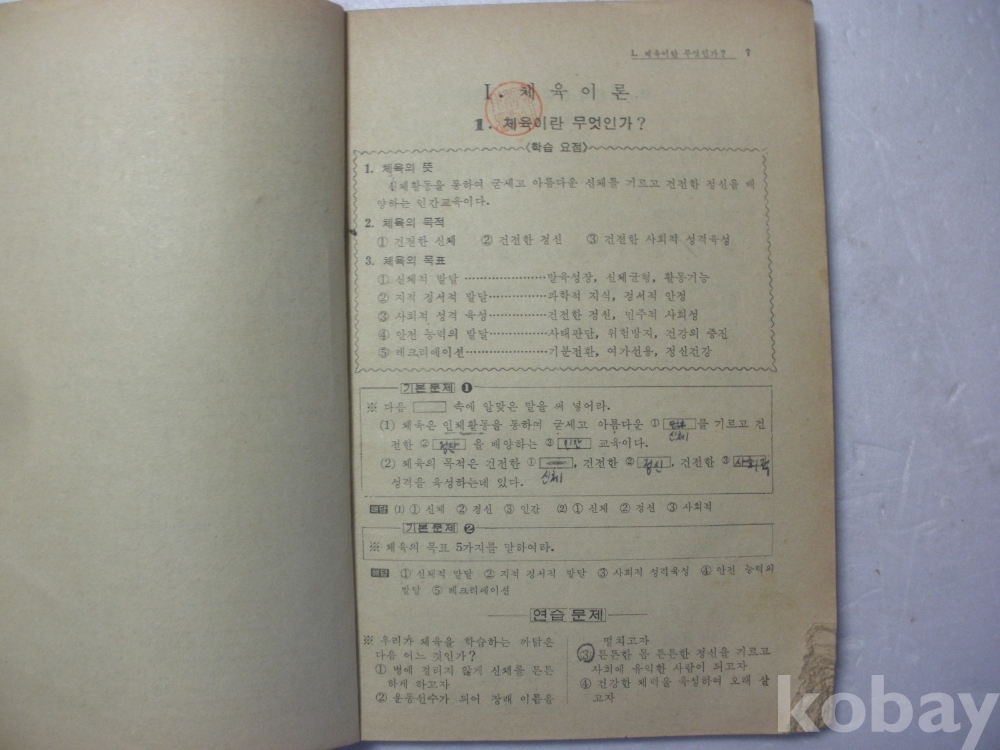 1. 체육이란 무엇인가? 7
Ⅰ. 체 육 이 론
1. 체육이란 무엇인가?
〈학습 요점〉
1. 체육의 뜻
신체활동을 통하여 굳세고 아름다운 신체를 기르고 건전한 정신을 배
양하는 인간교육이다.
2. 체육의 목적
① 건전한 신체 ② 건전한 정신 ③ 건전한 사회적 성격육성
3. 체육의 목표
① 신체적 발달 ················발육성장, 신체균형, 활동기능
② 지적 정서적 발달··············과학적 지식, 정서적 안정
③ 사회적 성격 육성··············건전한 정신, 민주적 사회성
④ 안전 능력의 발달··············사태판단, 위험방지, 건강의 증진
⑤ 레크리에이션··················기분전환, 여가선용, 정신건강
기본문제 ❶
※ 다음 속에 알맞은 말을 써 넣어라.
(1) 체육은 인체활동을 통하여 굳세고 아름다운 ① 를 기르고 건
신체
전한 ② 정신 을 배양하는 ③ 인간 교육이다.
(2) 체육의 목적은 건전한 ① , 건전한 ② 정신, 건전한 ③ 사회적
신체
성격을 육성하는데 있다.
해답 (1) ① 신체 ② 정신 ③ 인간 (2) ① 신체 ② 정신 ③ 사회적
기본문제 ❷
※ 체육의 목표 5가지를 말하여라.
해답 ① 신체적 발달 ② 지적 정서적 발달 ③ 사회적 성격육성 ④ 안전 능력의
발달 ⑤ 레크리에이션
연습 문제
※ 우리가 체육을 학습하는 까닭은
다음 어느 것인가?
① 병에 걸리지 않게 신체를 튼튼
하게 하고자
② 운동선수가 되어 장래 이름을
떨치고자
③ 튼튼한 몸 튼튼한 정신을 기르고
사회에 유익한 사람이 되고자
④ 건강한 체력을 육성하여 오래 살
고자
kobay